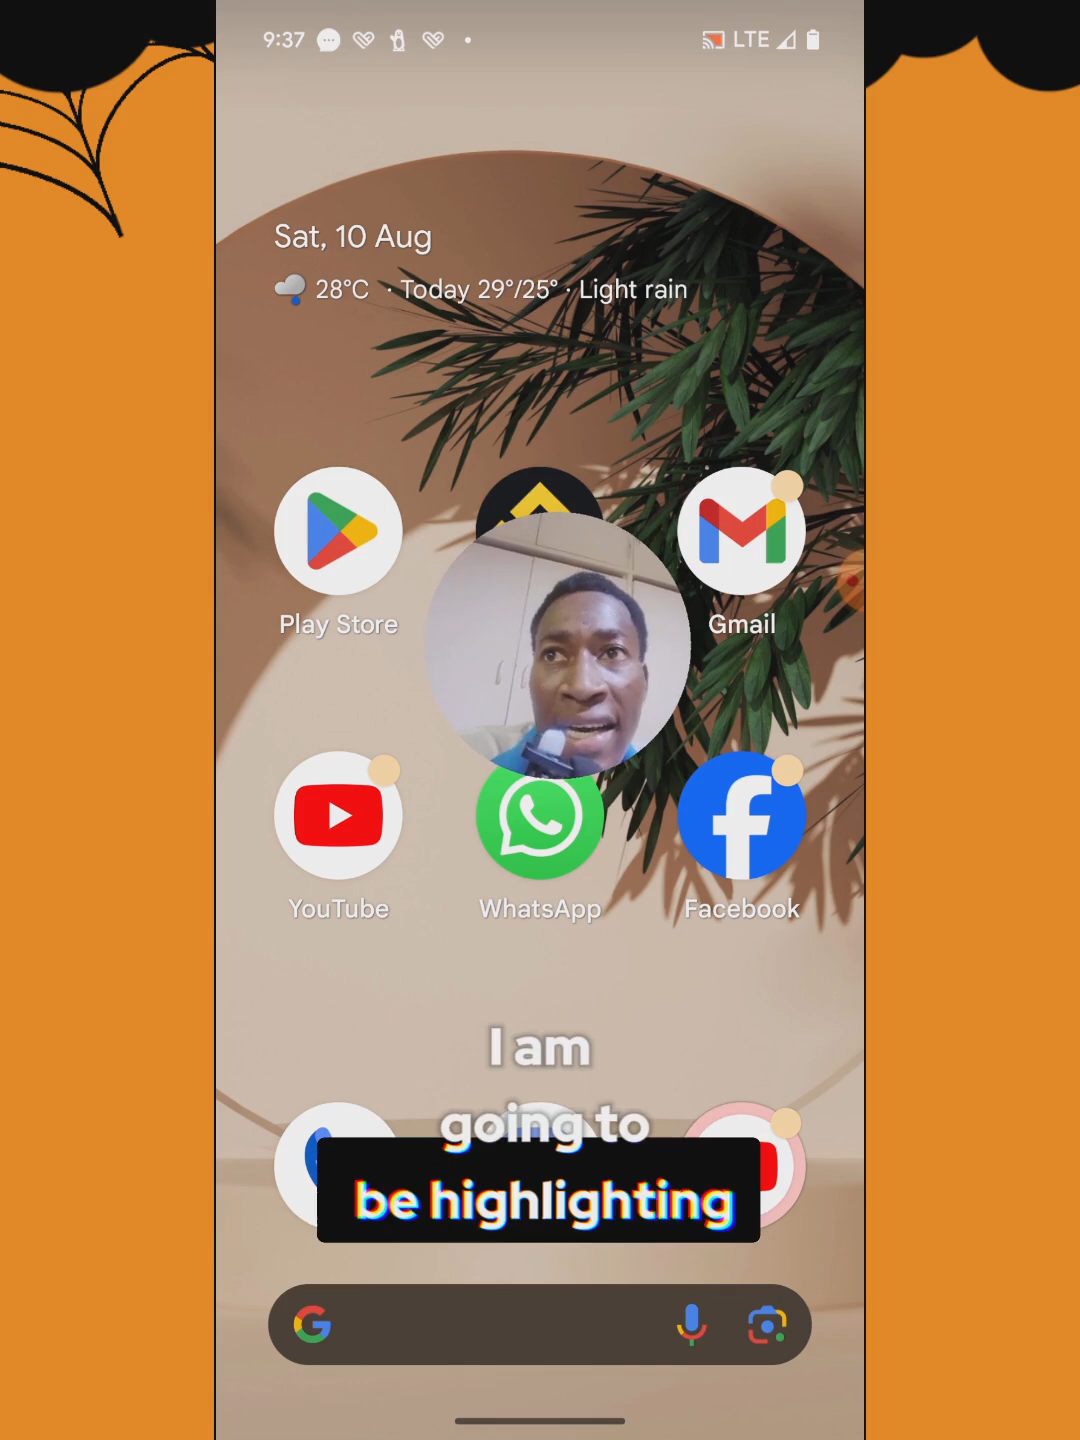 9:37
LTE
Sat, 10 Aug
28°C · Today 29°/25° · Light rain
Play Store
Gmail
YouTube
WhatsApp
Facebook
I am
going to
be highlighting